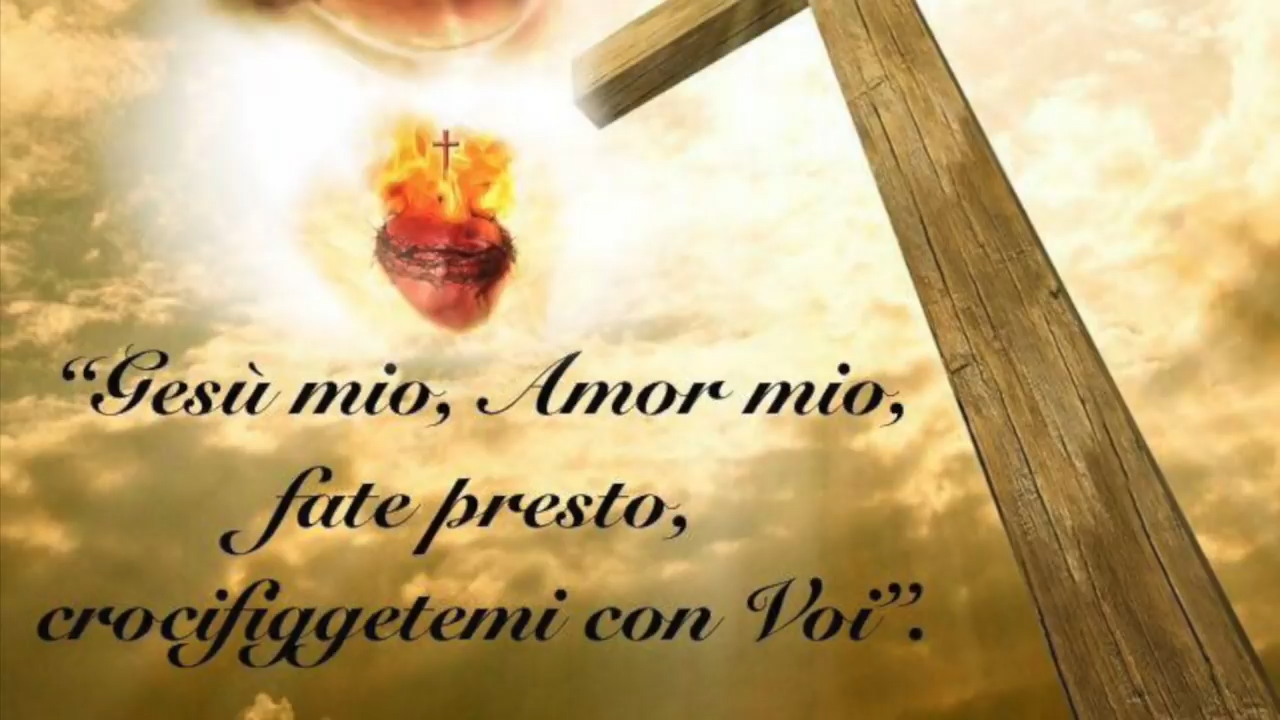 “Gesù mio, Amor mio,
fate presto,
crocifiggetemi con Voi”.